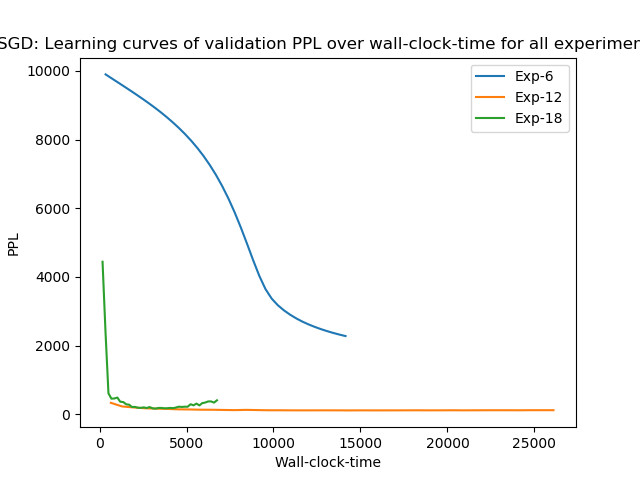 SGD: Learning curves of validation PPL over wall-clock-time for all experimen
Exp-6
Exp-12
Exp-18
10000
8000
6000
4000
2000
0
PPL
0 5000 10000 15000 20000 25000
Wall-clock-time